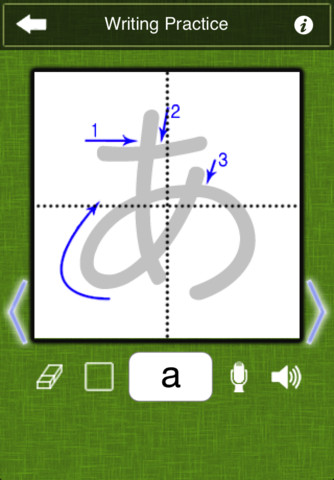 Writing Practice
1
2
3
あ
a